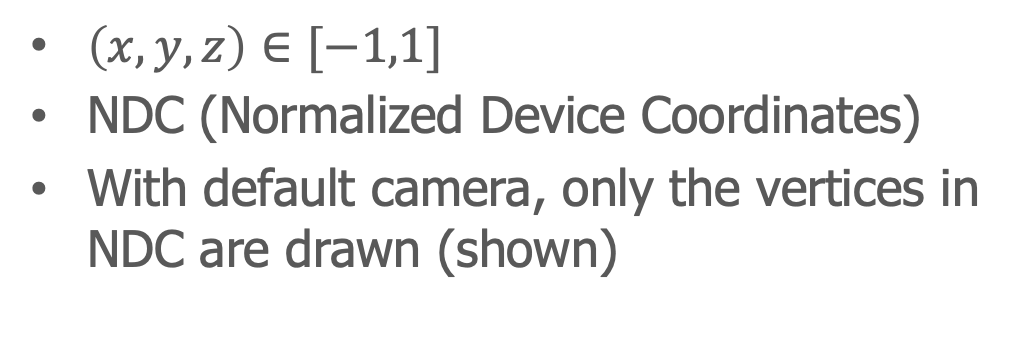 • (x, y, z) ∈ [−1,1]
• NDC (Normalized Device Coordinates)
• With default camera, only the vertices in
NDC are drawn (shown)